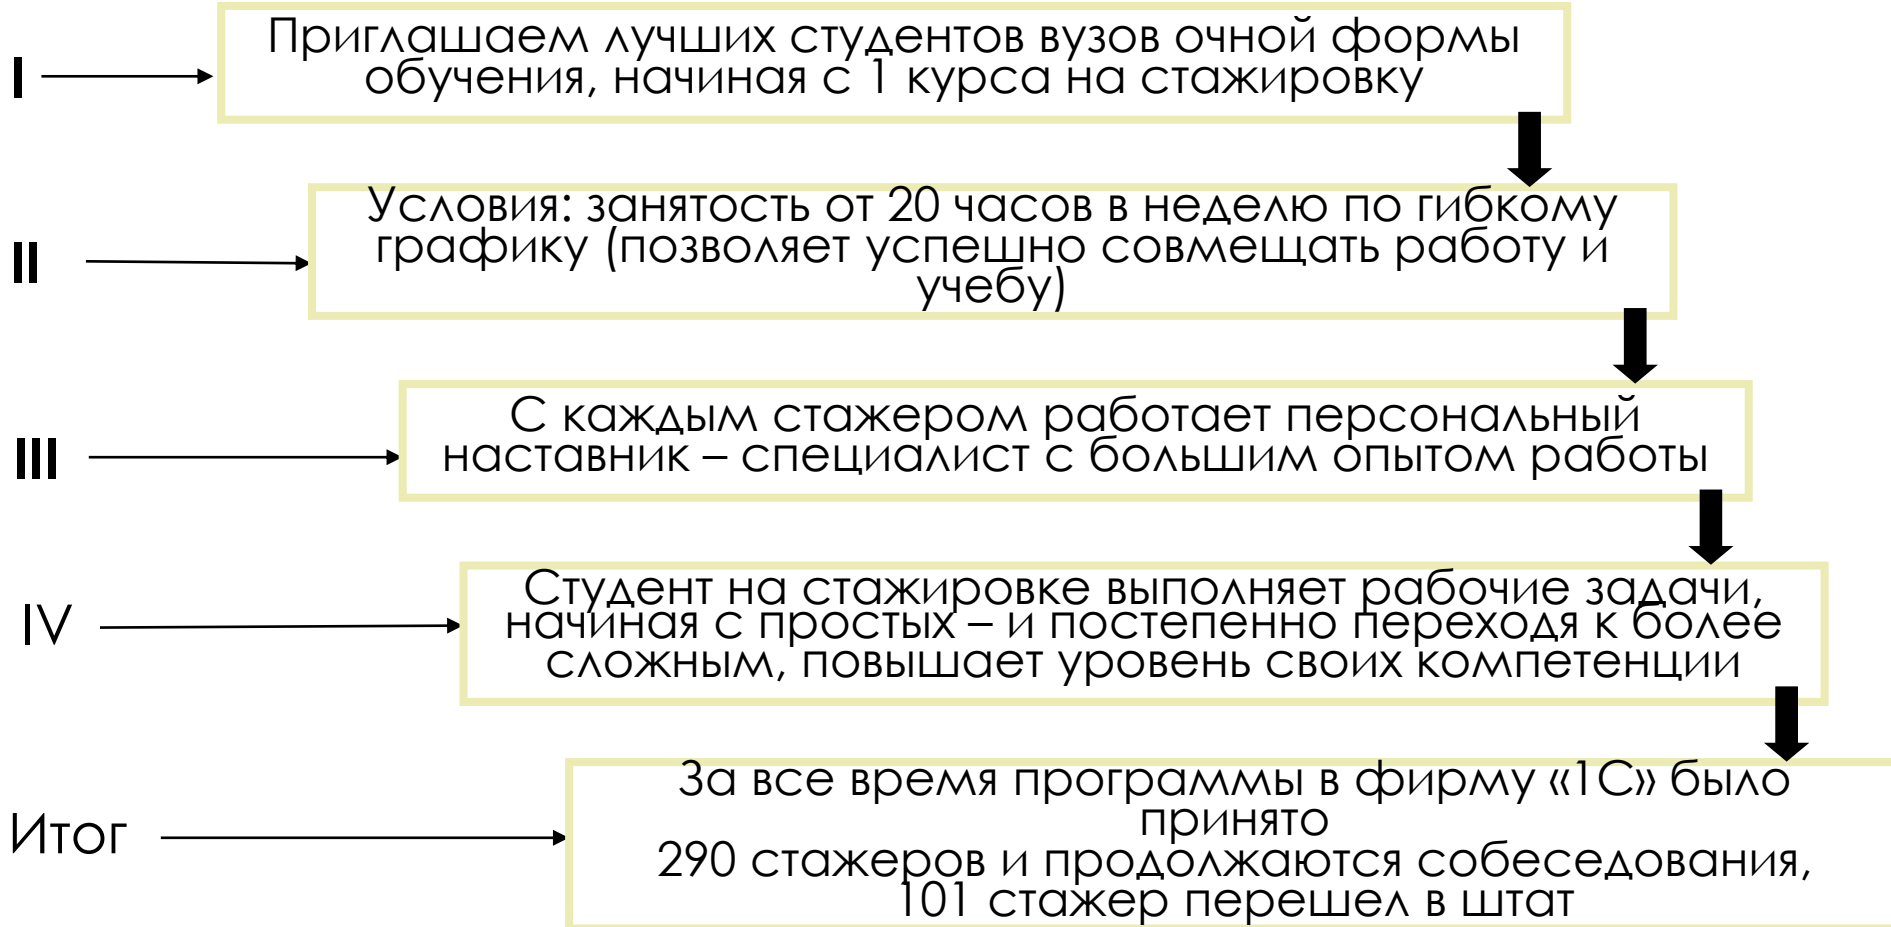 I
Приглашаем лучших студентов вузов очной формы
обучения, начиная с 1 курса на стажировку
II
Условия: занятость от 20 часов в неделю по гибкому
графику (позволяет успешно совмещать работу и
учебу)
III
С каждым стажером работает персональный
наставник – специалист с большим опытом работы
IV
Студент на стажировке выполняет рабочие задачи,
начиная с простых – и постепенно переходя к более
сложным, повышает уровень своих компетенции
Итог
За все время программы в фирму «1С» было
принято
290 стажеров и продолжаются собеседования,
101 стажер перешел в штат